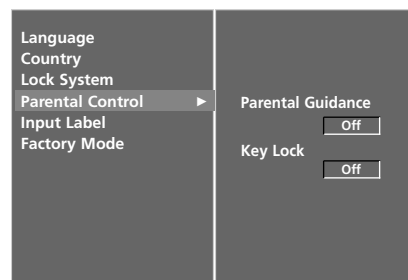 Language
Country
Lock System
Parental Control ►
Input Label
Factory Mode
Parental Guidance
Off
Key Lock
Off